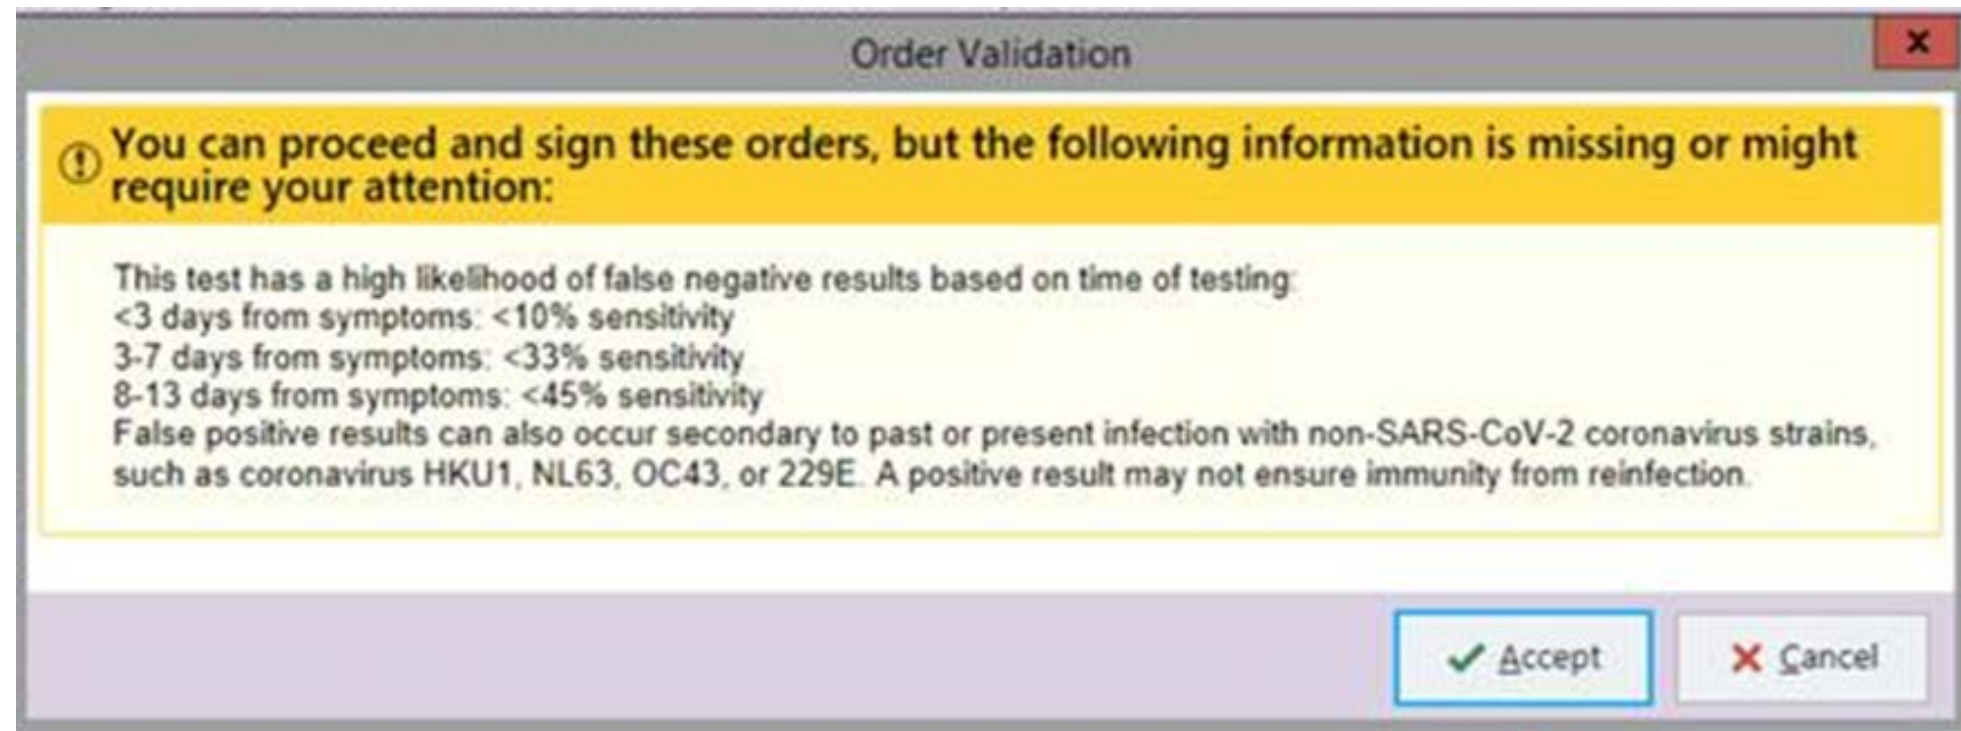 Order Validation
You can proceed and sign these orders, but the following information is missing or might
require your attention:
This test has a high likelihood of false negative results based on time of testing:
<3 days from symptoms: <10% sensitivity
3-7 days from symptoms: <33% sensitivity
8-13 days from symptoms: <45% sensitivity
False positive results can also occur secondary to past or present infection with non-SARS-CoV-2 coronavirus strains,
such as coronavirus HKU1, NL63, OC43, or 229E. A positive result may not ensure immunity from reinfection.
Accept
Cancel